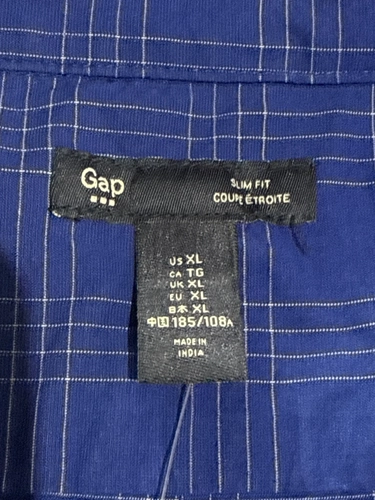 Gap
SLIM FIT
COUPE ÉTROITE
US XL
CA TG
UK XL
EU XL
日本 XL
中国 185/108A
MADE IN
INDIA